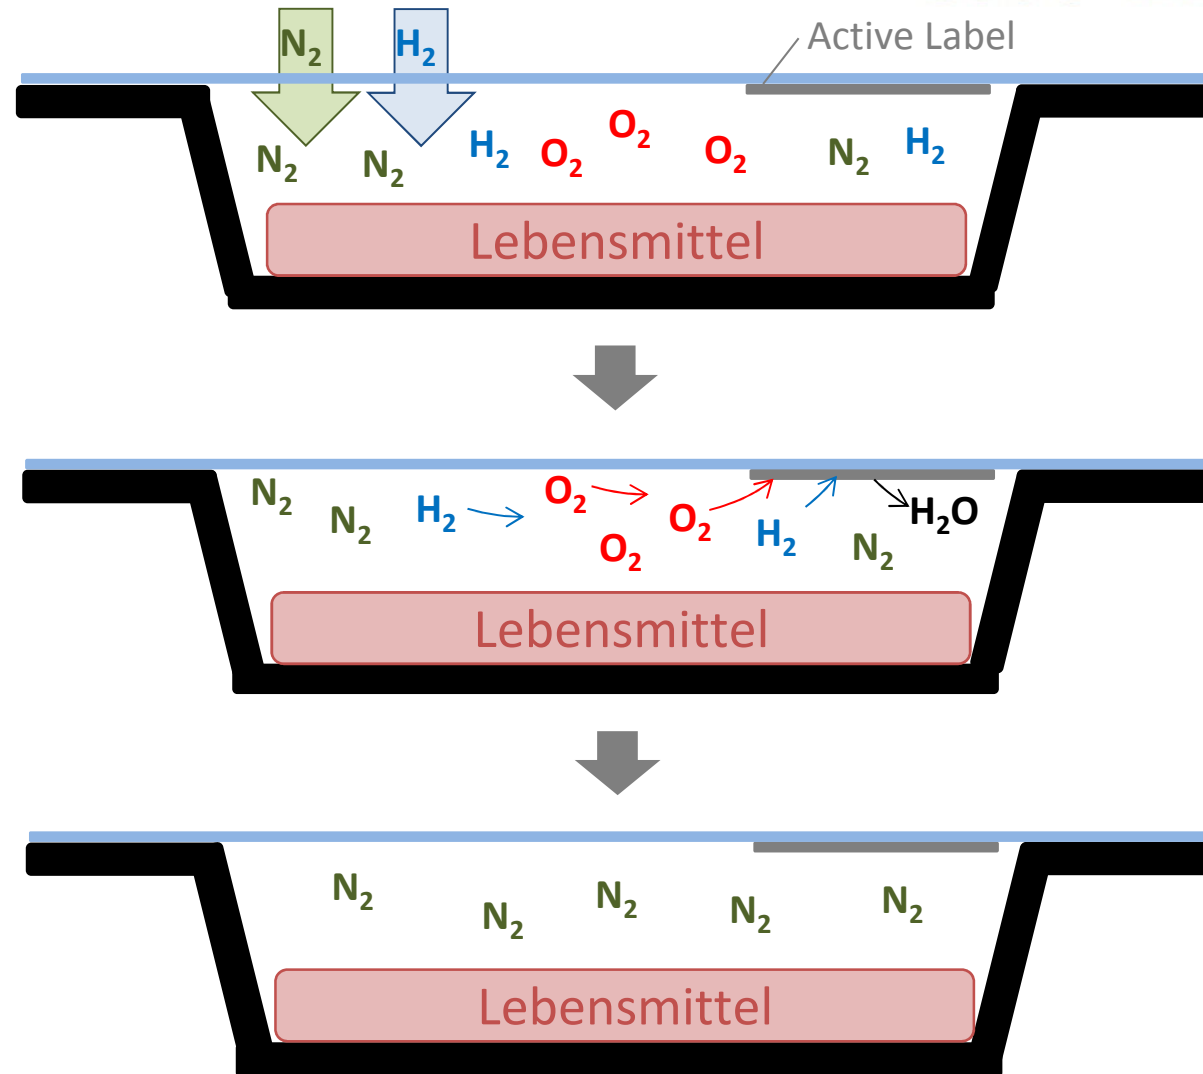 N₂ H₂ Active Label
N₂ N₂ H₂ O₂ O₂ O₂ N₂ H₂
Lebensmittel
N₂ N₂ H₂ O₂ O₂ O₂ H₂ N₂ H₂O
Lebensmittel
N₂ N₂ N₂ N₂ N₂
Lebensmittel